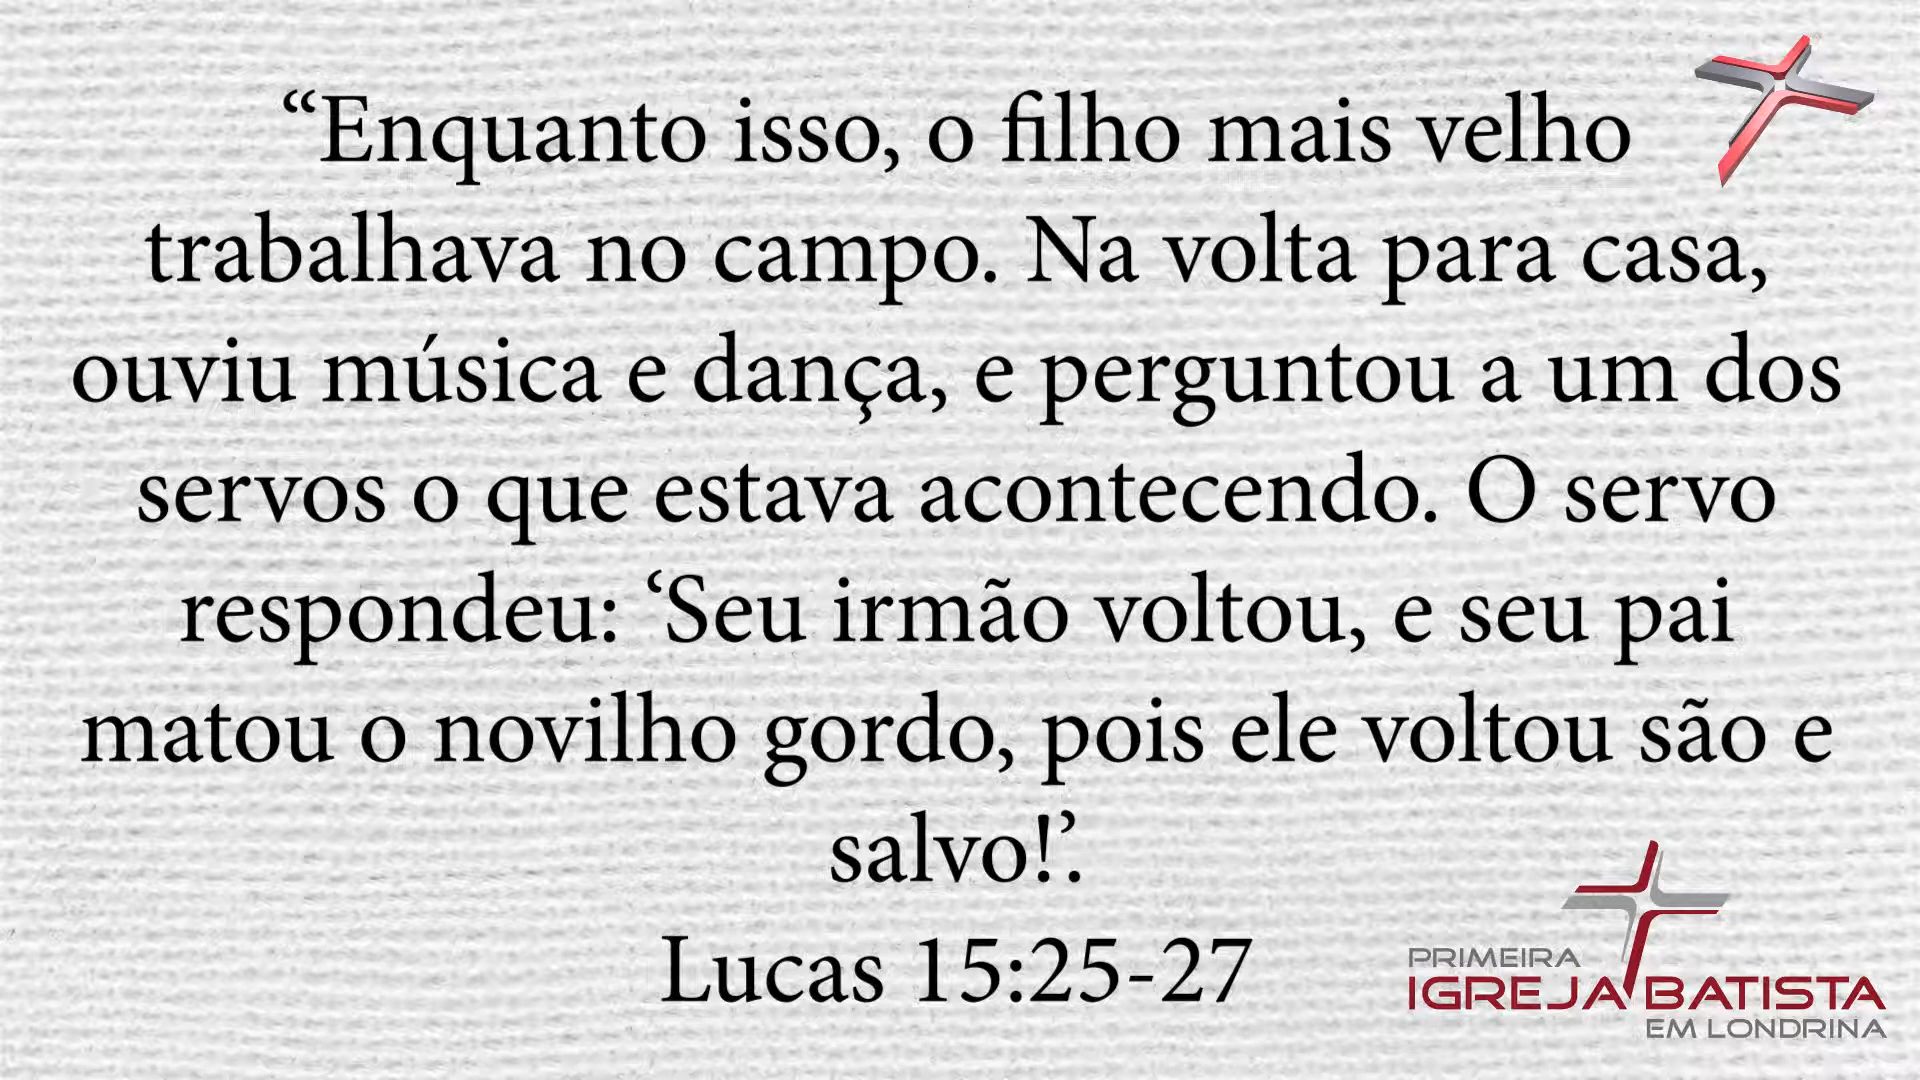 “Enquanto isso, o filho mais velho
trabalhava no campo. Na volta para casa,
ouviu música e dança, e perguntou a um dos
servos o que estava acontecendo. O servo
respondeu: ‘Seu irmão voltou, e seu pai
matou o novilho gordo, pois ele voltou são e
salvo!’.
Lucas 15:25-27
PRIMEIRA
IGREJA BATISTA
EM LONDRINA